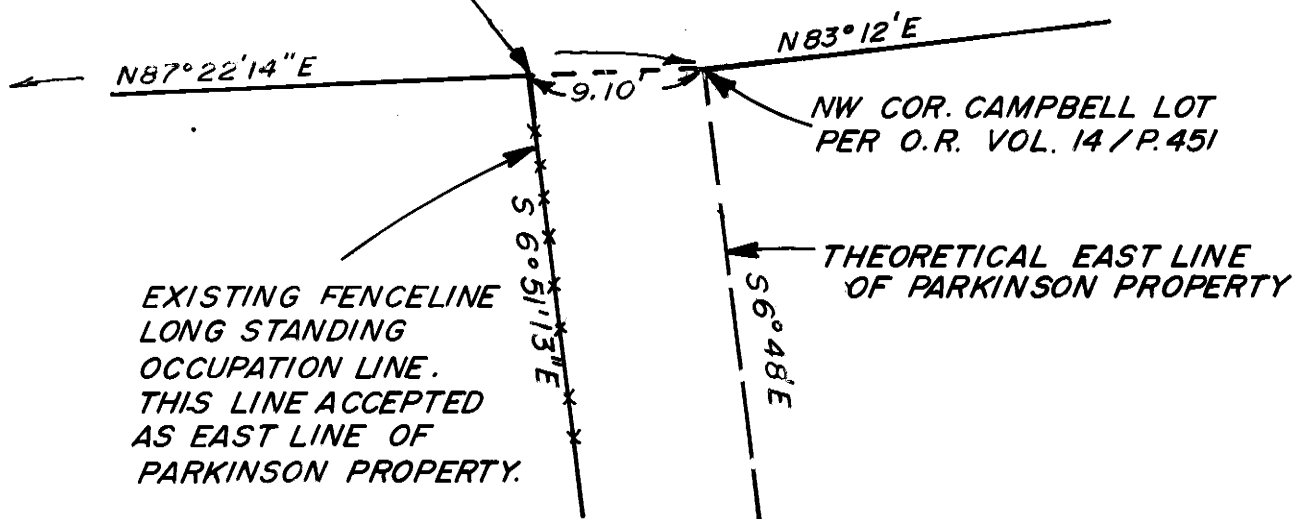 N87°22'14"E
N83°12'E
9.10'
NW COR. CAMPBELL LOT
PER O.R. VOL. 14/P.451
S 6°51'13"E
S6°48'E
THEORETICAL EAST LINE
OF PARKINSON PROPERTY
EXISTING FENCELINE
LONG STANDING
OCCUPATION LINE.
THIS LINE ACCEPTED
AS EAST LINE OF
PARKINSON PROPERTY.